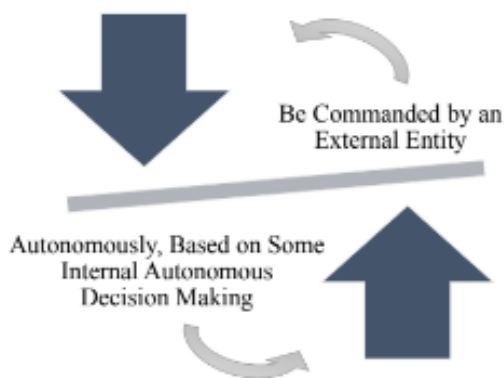 Be Commanded by an
External Entity
Autonomously, Based on Some
Internal Autonomous
Decision Making